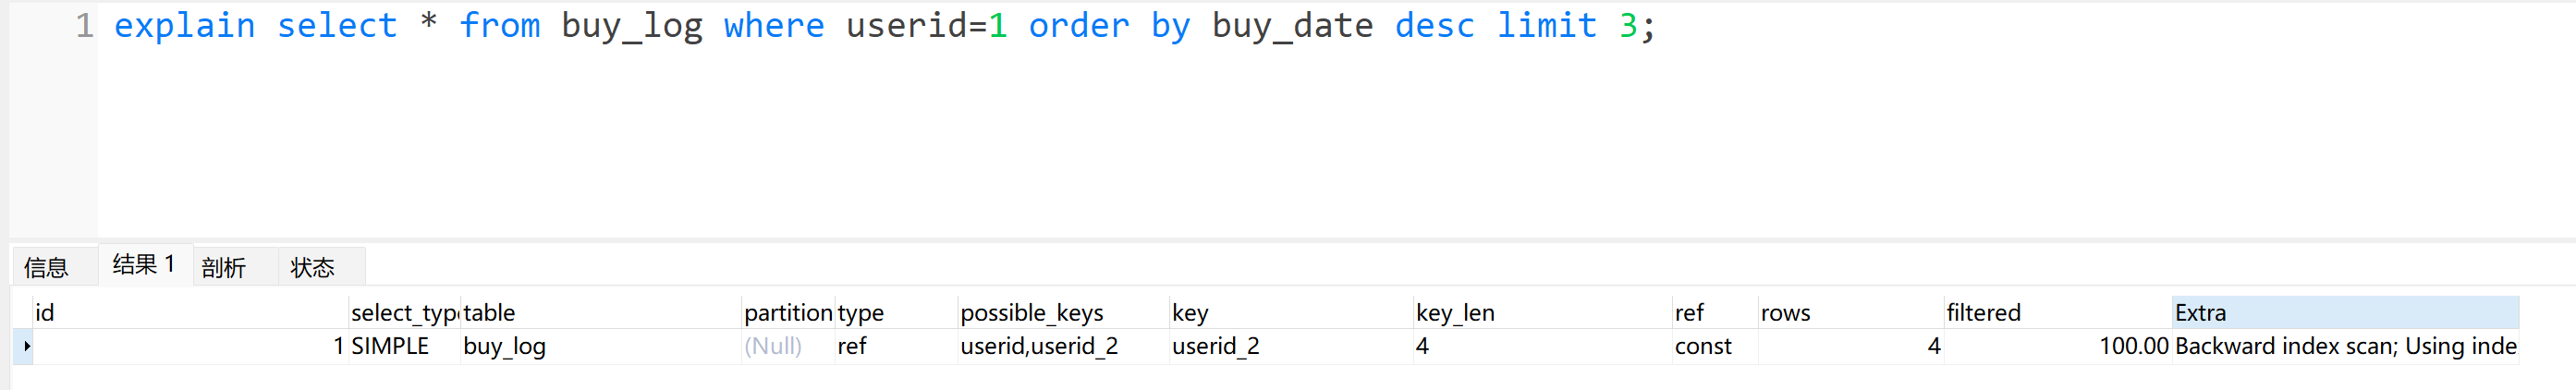 1 explain select * from buy_log where userid=1 order by buy_date desc limit 3;
信息 结果 1 剖析 状态
id select_typ table partition type possible_keys key key_len ref rows filtered Extra
1 SIMPLE buy_log (Null) ref userid,userid_2 userid_2 4 const 4 100.00 Backward index scan; Using inde